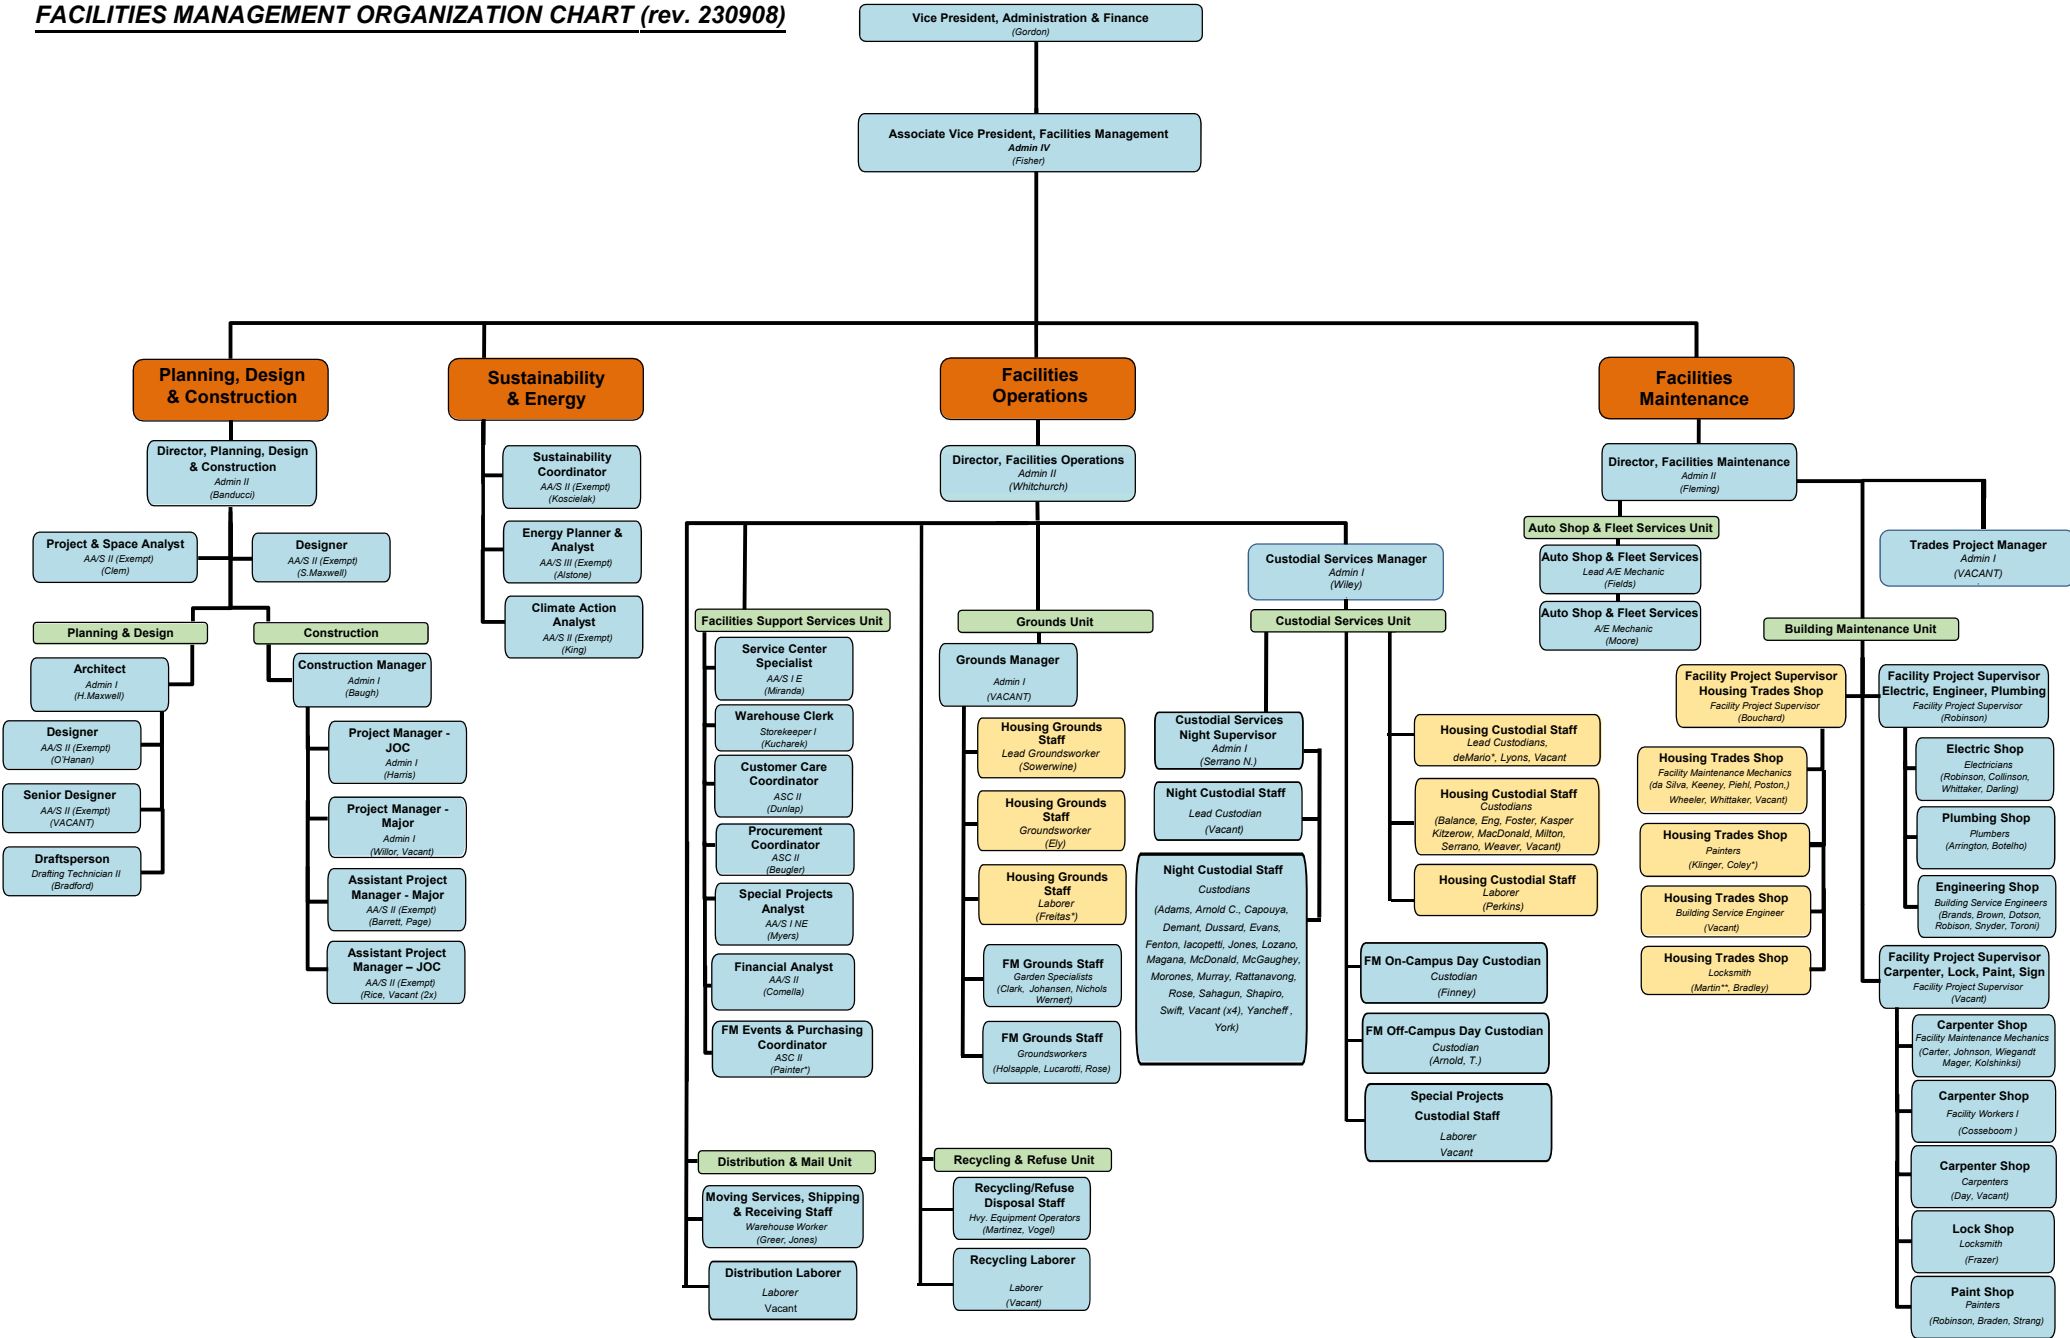 FACILITIES MANAGEMENT ORGANIZATION CHART (rev. 230908)
Vice President, Administration & Finance
(Gordon)
Associate Vice President, Facilities Management
Admin IV
(Fisher)
Planning, Design
& Construction
Director, Planning, Design
& Construction
Admin II
(Banducci)
Project & Space Analyst
AA/S II (Exempt)
(Clem)
Designer
AA/S II (Exempt)
(S.Maxwell)
Planning & Design
Architect
Admin I
(H.Maxwell)
Designer
AA/S II (Exempt)
(O'Hanan)
Senior Designer
AA/S II (Exempt)
(VACANT)
Draftsperson
Drafting Technician II
(Bradford)
Construction
Construction Manager
Admin I
(Baugh)
Project Manager -
JOC
Admin I
(Harris)
Project Manager -
Major
Admin I
(Willor, Vacant)
Assistant Project
Manager - Major
AA/S II (Exempt)
(Barrett, Page)
Assistant Project
Manager – JOC
AA/S II (Exempt)
(Rice, Vacant (2x)
Sustainability
& Energy
Sustainability
Coordinator
AA/S II (Exempt)
(Koscielak)
Energy Planner &
Analyst
AA/S III (Exempt)
(Alstone)
Climate Action
Analyst
AA/S II (Exempt)
(King)
Facilities
Operations
Director, Facilities Operations
Admin II
(Whitchurch)
Facilities Support Services Unit
Service Center
Specialist
AA/S I E
(Miranda)
Warehouse Clerk
Storekeeper I
(Kucharek)
Customer Care
Coordinator
ASC II
(Dunlap)
Procurement
Coordinator
ASC II
(Beugler)
Special Projects
Analyst
AA/S I NE
(Myers)
Financial Analyst
AA/S II
(Comella)
FM Events & Purchasing
Coordinator
ASC II
(Painter*)
Distribution & Mail Unit
Moving Services, Shipping
& Receiving Staff
Warehouse Worker
(Greer, Jones)
Distribution Laborer
Laborer
Vacant
Grounds Unit
Grounds Manager
Admin I
(VACANT)
Housing Grounds
Staff
Lead Groundsworker
(Sowerwine)
Housing Grounds
Staff
Groundsworker
(Ely)
Housing Grounds
Staff
Laborer
(Freitas*)
FM Grounds Staff
Garden Specialists
(Clark, Johansen, Nichols
Wernert)
FM Grounds Staff
Groundsworkers
(Holsapple, Lucarotti, Rose)
Recycling & Refuse Unit
Recycling/Refuse
Disposal Staff
Hvy. Equipment Operators
(Martinez, Vogel)
Recycling Laborer
Laborer
(Vacant)
Custodial Services Manager
Admin I
(Wiley)
Custodial Services Unit
Custodial Services
Night Supervisor
Admin I
(Serrano N.)
Night Custodial Staff
Lead Custodian
(Vacant)
Night Custodial Staff
Custodians
(Adams, Arnold C., Capouya,
Demant, Dussard, Evans,
Fenton, Iacopetti, Jones, Lozano,
Magana, McDonald, McGaughey,
Morones, Murray, Rattanavong,
Rose, Sahagun, Shapiro,
Swift, Vacant (x4), Yancheff ,
York)
Housing Custodial Staff
Lead Custodians,
deMario*, Lyons, Vacant
Housing Custodial Staff
Custodians
(Balance, Eng, Foster, Kasper
Kitzerow, MacDonald, Milton,
Serrano, Weaver, Vacant)
Housing Custodial Staff
Laborer
(Perkins)
FM On-Campus Day Custodian
Custodian
(Finney)
FM Off-Campus Day Custodian
Custodian
(Arnold, T.)
Special Projects
Custodial Staff
Laborer
Vacant
Facilities
Maintenance
Director, Facilities Maintenance
Admin II
(Fleming)
Auto Shop & Fleet Services Unit
Auto Shop & Fleet Services
Lead A/E Mechanic
(Fields)
Auto Shop & Fleet Services
A/E Mechanic
(Moore)
Trades Project Manager
Admin I
(VACANT)
Building Maintenance Unit
Facility Project Supervisor
Housing Trades Shop
Facility Project Supervisor
(Bouchard)
Housing Trades Shop
Facility Maintenance Mechanics
(da Silva, Keeney, Piehl, Poston,)
Wheeler, Whittaker, Vacant)
Housing Trades Shop
Painters
(Klinger, Coley*)
Housing Trades Shop
Building Service Engineer
(Vacant)
Housing Trades Shop
Locksmith
(Martin**, Bradley)
Facility Project Supervisor
Electric, Engineer, Plumbing
Facility Project Supervisor
(Robinson)
Electric Shop
Electricians
(Robinson, Collinson,
Whittaker, Darling)
Plumbing Shop
Plumbers
(Arrington, Botelho)
Engineering Shop
Building Service Engineers
(Brands, Brown, Dotson,
Robison, Snyder, Toroni)
Facility Project Supervisor
Carpenter, Lock, Paint, Sign
Facility Project Supervisor
(Vacant)
Carpenter Shop
Facility Maintenance Mechanics
(Carter, Johnson, Wiegandt
Mager, Kolshinksi)
Carpenter Shop
Facility Workers I
(Cosseboom )
Carpenter Shop
Carpenters
(Day, Vacant)
Lock Shop
Locksmith
(Frazer)
Paint Shop
Painters
(Robinson, Braden, Strang)